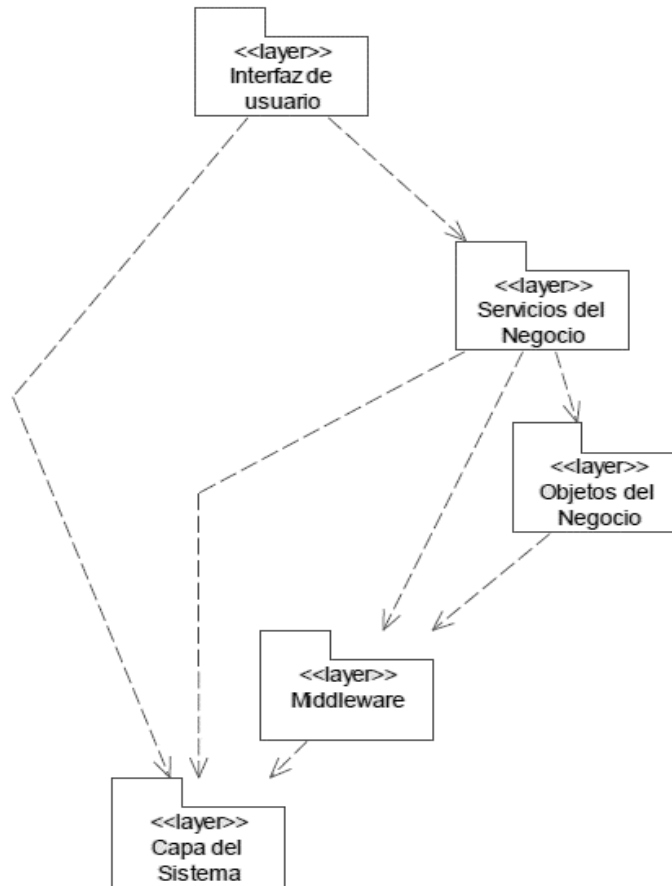 <<layer>>
Interfaz de
usuario
<<layer>>
Servicios del
Negocio
<<layer>>
Objetos del
Negocio
<<layer>>
Middleware
<<layer>>
Capa del
Sistema